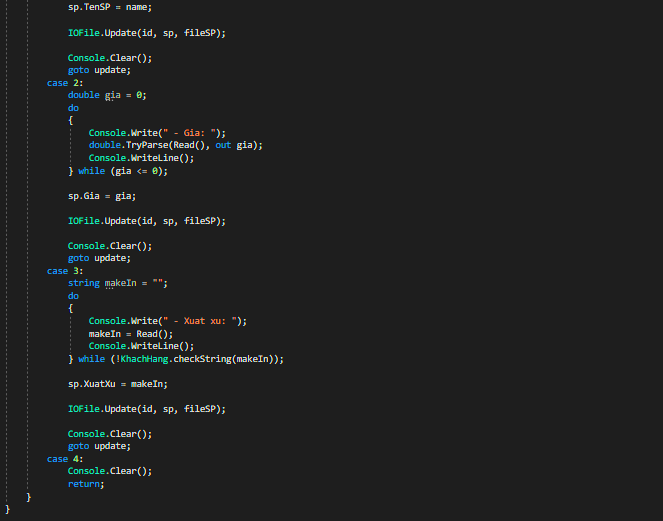 sp.TenSP = name;
IOFile.Update(id, sp, fileSP);
Console.Clear();
goto update;
case 2:
double gia = 0;
do
{
Console.Write(" - Gia: ");
double.TryParse(Read(), out gia);
Console.WriteLine();
} while (gia <= 0);
sp.Gia = gia;
IOFile.Update(id, sp, fileSP);
Console.Clear();
goto update;
case 3:
string makeIn = "";
do
{
Console.Write(" - Xuat xu: ");
makeIn = Read();
Console.WriteLine();
} while (!KhachHang.checkString(makeIn));
sp.XuatXu = makeIn;
IOFile.Update(id, sp, fileSP);
Console.Clear();
goto update;
case 4:
Console.Clear();
return;
}
}